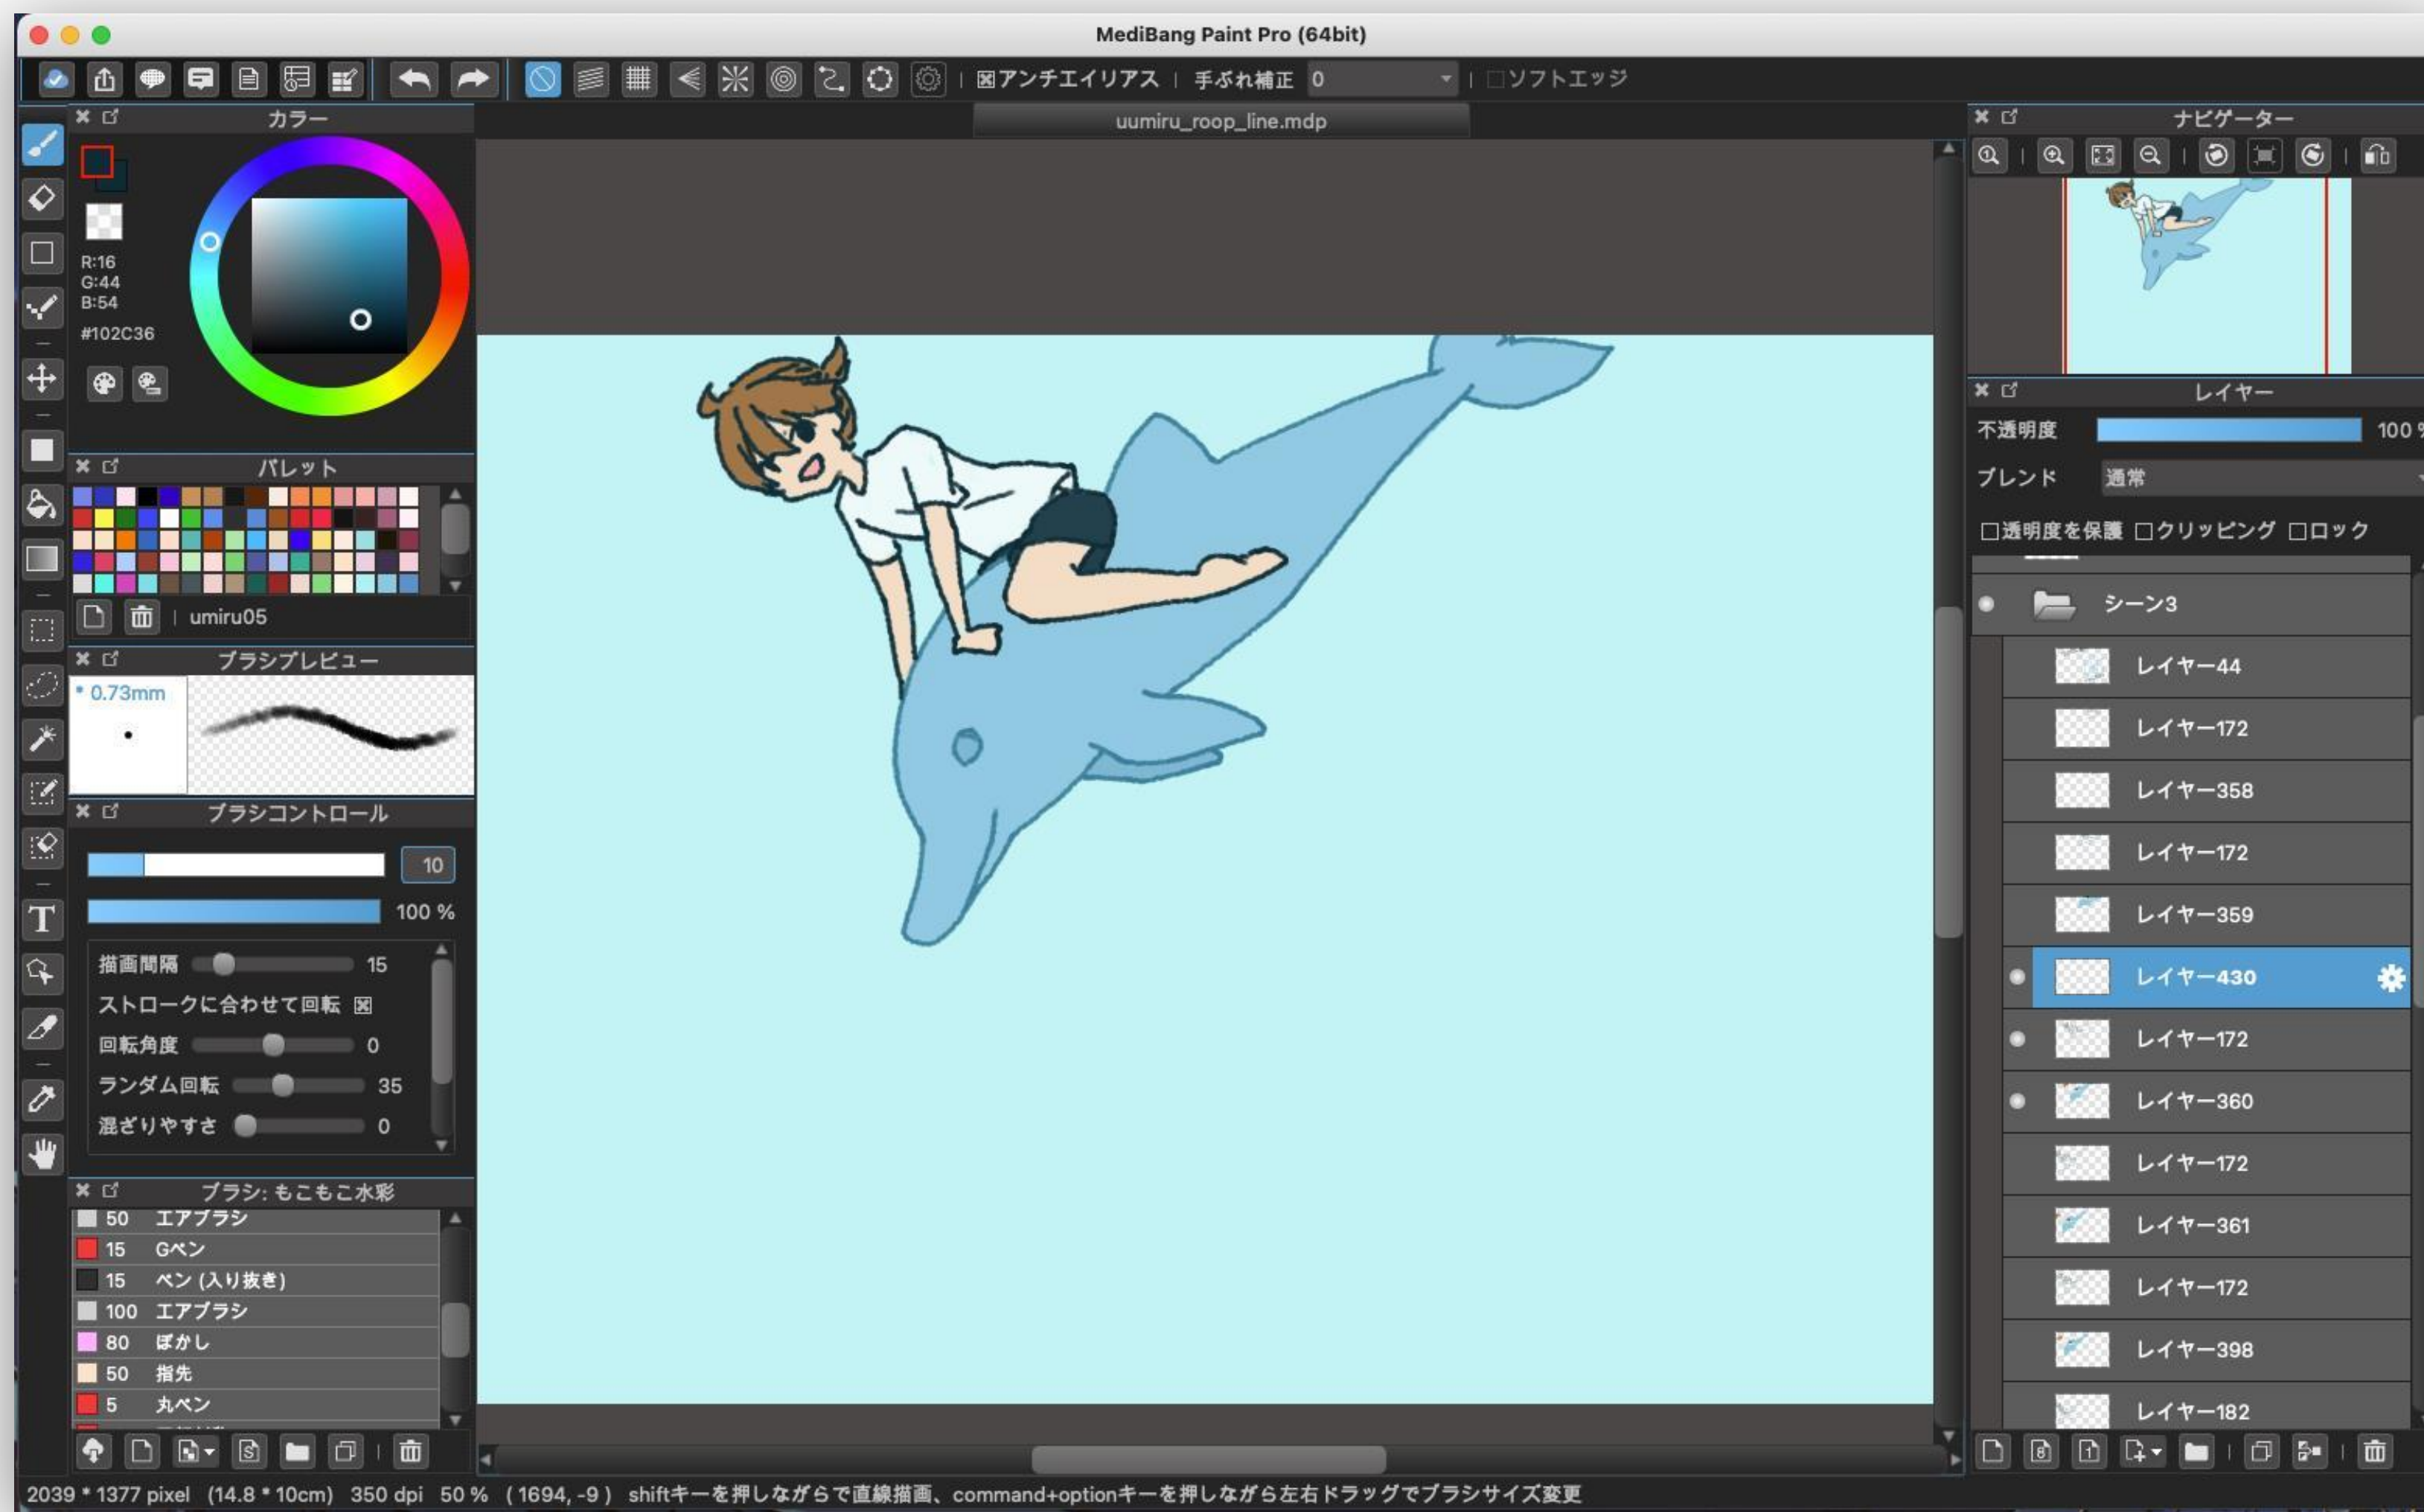 MediBang Paint Pro (64bit)
アンチエイリアス
手ぶれ補正 0
ソフトエッジ
uumiru_roop_line.mdp
カラー
R:16
G:44
B:54
#102C36
パレット
umiru05
ブラシプレビュー
* 0.73mm
ブラシコントロール
10
100 %
描画間隔 15
ストロークに合わせて回転
回転角度 0
ランダム回転 35
混ざりやすさ 0
ブラシ: もこもこ水彩
50 エアブラシ
15 Gペン
15 ペン (入り抜き)
100 エアブラシ
80 ぼかし
50 指先
5 丸ペン
ナビゲーター
レイヤー
不透明度 100 %
ブレンド 通常
透明度を保護 クリッピング ロック
シーン3
レイヤー44
レイヤー172
レイヤー358
レイヤー172
レイヤー359
レイヤー430
レイヤー172
レイヤー360
レイヤー172
レイヤー361
レイヤー172
レイヤー398
レイヤー182
2039 * 1377 pixel (14.8 * 10cm) 350 dpi 50 % ( 1694, -9 ) shiftキーを押しながらで直線描画、command+optionキーを押しながら左右ドラッグでブラシサイズ変更